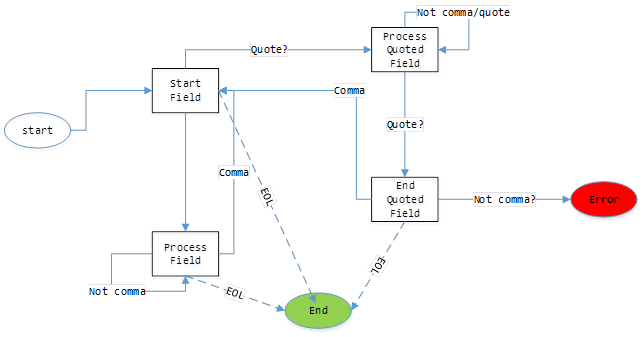 Not comma/quote
Process
Quoted
Field
Quote?
Start
Field
Comma
start
Quote?
Comma
End
Quoted
Field
EOL
Not comma?
Error
Process
Field
EOL
EOL
Not comma
End